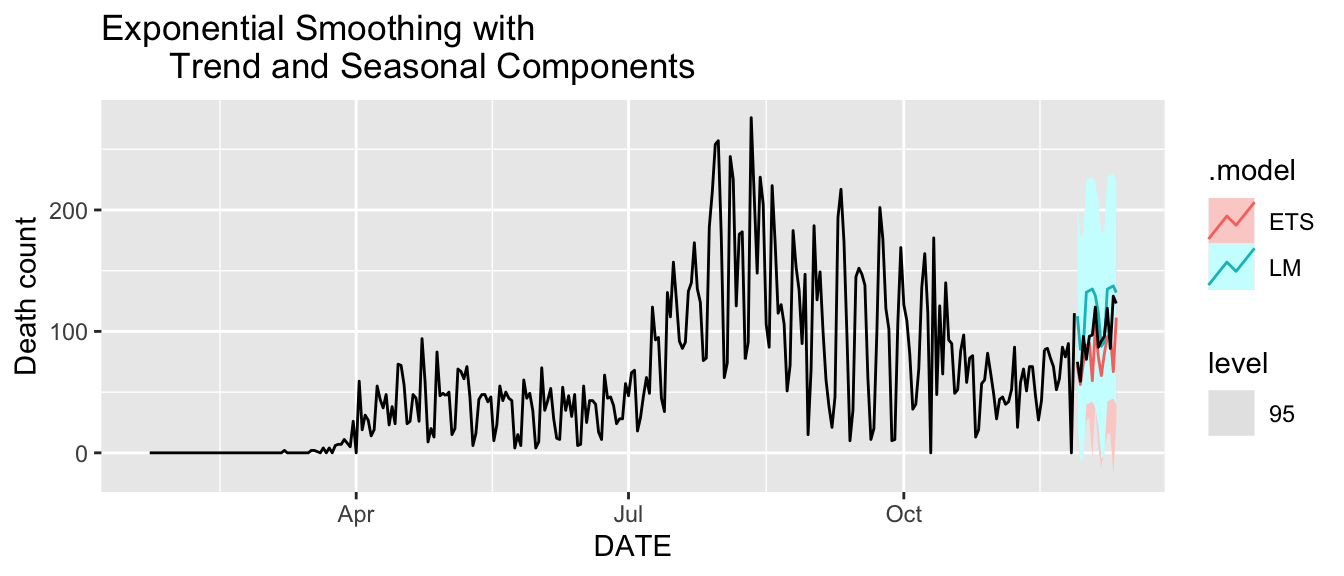 Exponential Smoothing with
Trend and Seasonal Components
Death count
200
100
0
Apr
Jul
Oct
DATE
.model
ETS
LM
level
95